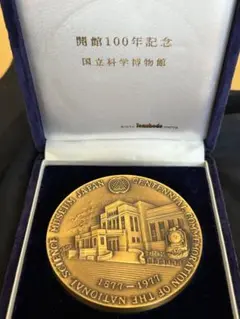 開館100年記念
国立科学博物館
CENTENNIAL COMMEMORATION OF THE NATIONAL SCIENCE MUSEUM JAPAN
1877-1977